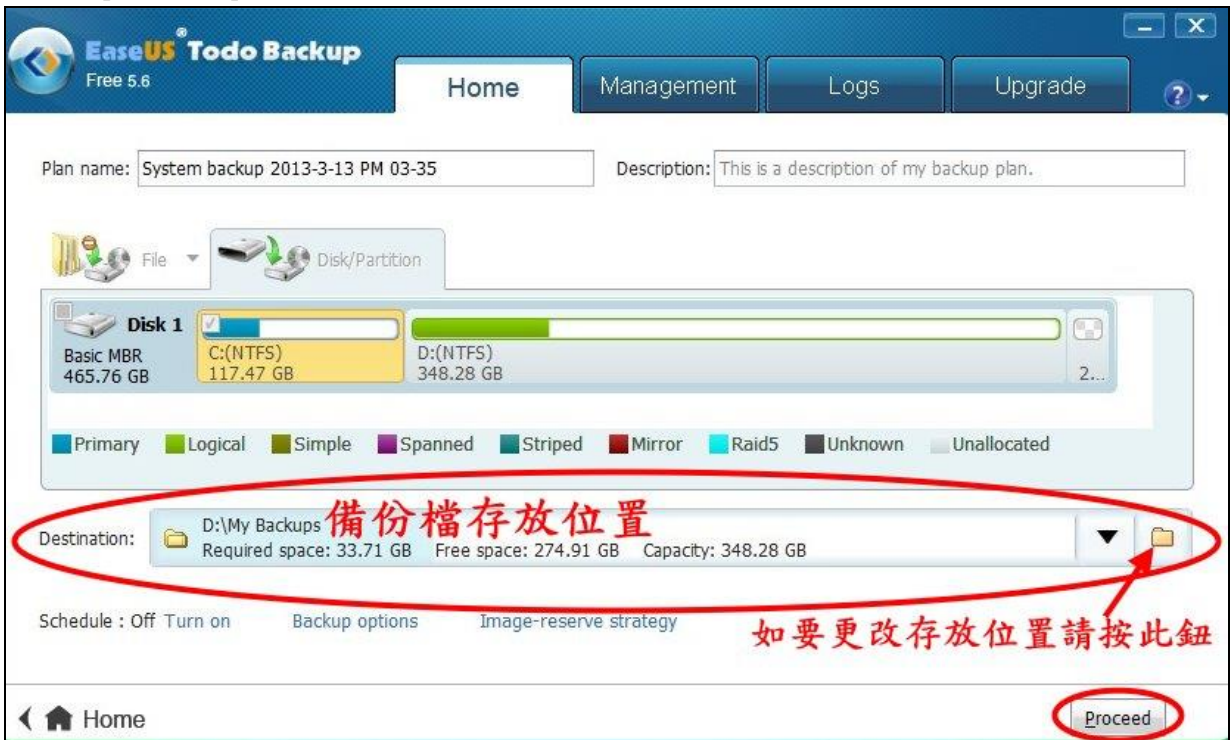 EaseUS® Todo Backup
Free 5.6
Home
Management
Logs
Upgrade
?
Plan name: System backup 2013-3-13 PM 03-35
Description: This is a description of my backup plan.
File
Disk/Partition
Disk 1
Basic MBR
465.76 GB
C:(NTFS)
117.47 GB
D:(NTFS)
348.28 GB
2...
Primary Logical Simple Spanned Striped Mirror Raid5 Unknown Unallocated
備份檔存放位置
Destination:
D:\My Backups
Required space: 33.71 GB Free space: 274.91 GB Capacity: 348.28 GB
Schedule : Off Turn on Backup options Image-reserve strategy
如要更改存放位置請按此鈕
Home
Proceed